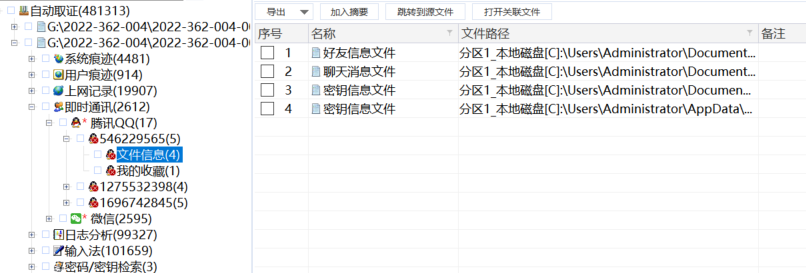 自动取证(481313)
G:\2022-362-004\2022-362-004-0
G:\2022-362-004\2022-362-004-00
系统痕迹(4481)
用户痕迹(914)
上网记录(19907)
即时通讯(2612)
* 腾讯QQ(17)
546229565(5)
文件信息(4)
我的收藏(1)
1275532398(4)
1696742845(5)
* 微信(2595)
日志分析(99327)
输入法(101659)
密码/密钥检索(3)
导出 加入摘要 跳转到源文件 打开关联文件
序号 名称 文件路径 备注
1 好友信息文件 分区1_本地磁盘[C]:\Users\Administrator\Document...
2 聊天消息文件 分区1_本地磁盘[C]:\Users\Administrator\Document...
3 密钥信息文件 分区1_本地磁盘[C]:\Users\Administrator\Documen...
4 密钥信息文件 分区1_本地磁盘[C]:\Users\Administrator\AppData\...